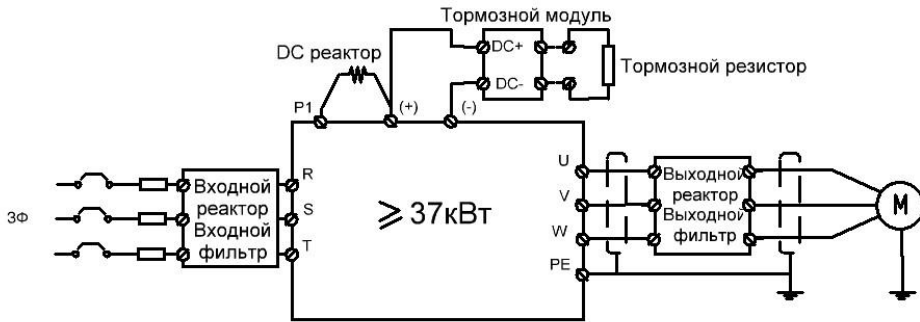 Тормозной модуль
DC реактор
DC+
DC-
Тормозной резистор
P1
(+)
(-)
3Ф
Входной
реактор
Входной
фильтр
R
S
T
≥ 37кВт
U
V
W
PE
Выходной
реактор
Выходной
фильтр
M